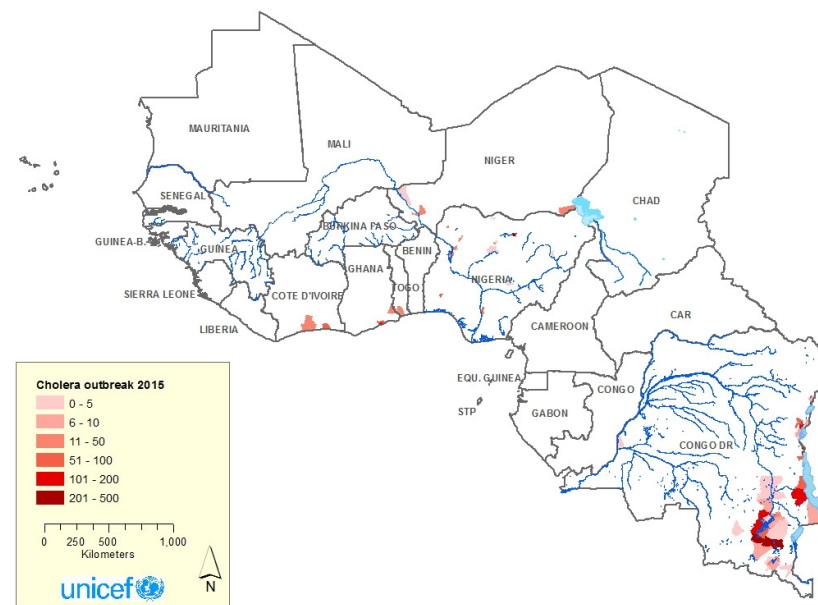 MAURITANIA
MALI
NIGER
CHAD
SENEGAL
BURKINA FASO
GUINEA-B.
GUINEA
BENIN
NIGERIA
GHANA
TOGO
SIERRA LEONE
COTE D'IVOIRE
LIBERIA
CAMEROON
CAR
EQU. GUINEA
CONGO
STP
GABON
CONGO DR
Cholera outbreak 2015
0 - 5
6 - 10
11 - 50
51 - 100
101 - 200
201 - 500
0 250 500 1,000
Kilometers
N
unicef